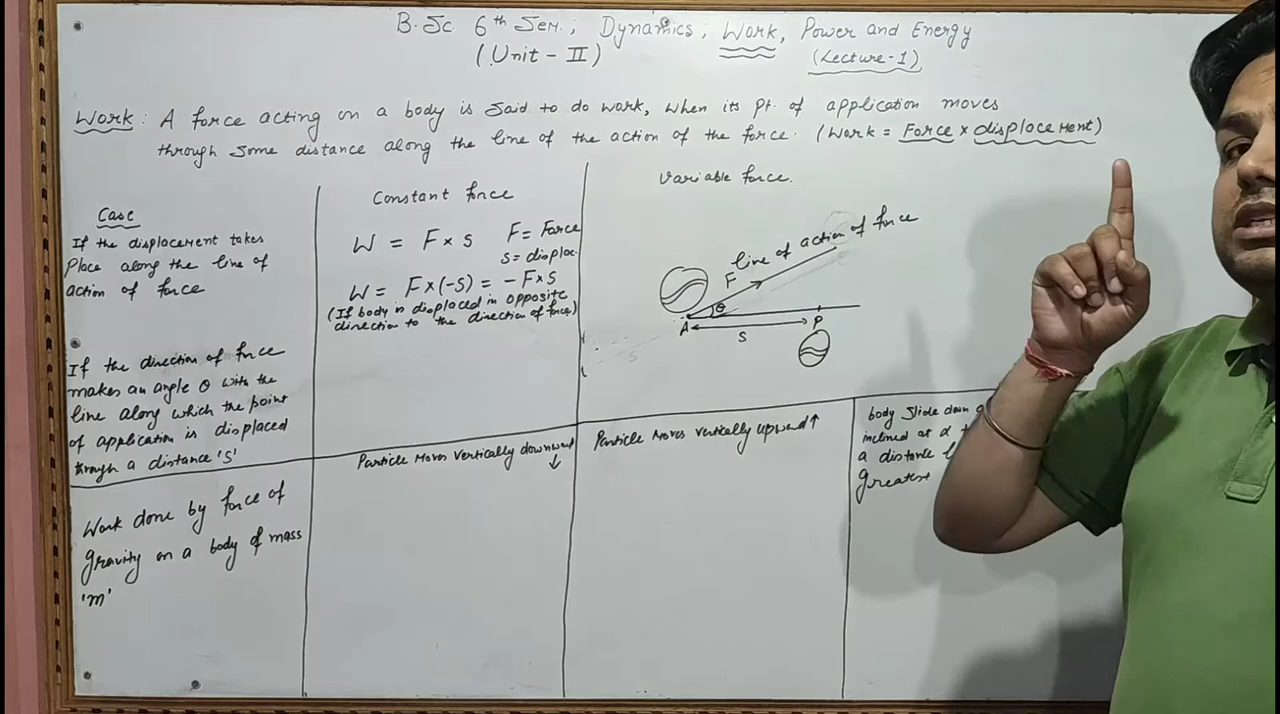 B.Sc 6th Sem.; Dynamics; Work, Power and Energy
(Unit - II) (Lecture-1)
Work: A force acting on a body is said to do work, when its pt. of application moves
through some distance along the line of the action of the force. (Work = Force x displacement)
Case
If the displacement takes
place along the line of
action of force
If the direction of force
makes an angle θ with the
line along which the point
of application is displaced
through a distance 's'
Constant force
W = F x s F = Force
s = displac.
W = F x (-s) = - F x s
(If body is displaced in opposite
direction to the direction of force)
Variable force.
line of action of force
F
θ
A
S
P
S
Work done by force of
gravity on a body of mass
'm'
Particle moves vertically downward
↓
Particle moves vertically upward ↑
body slide down
inclined at α
a distance
greatest